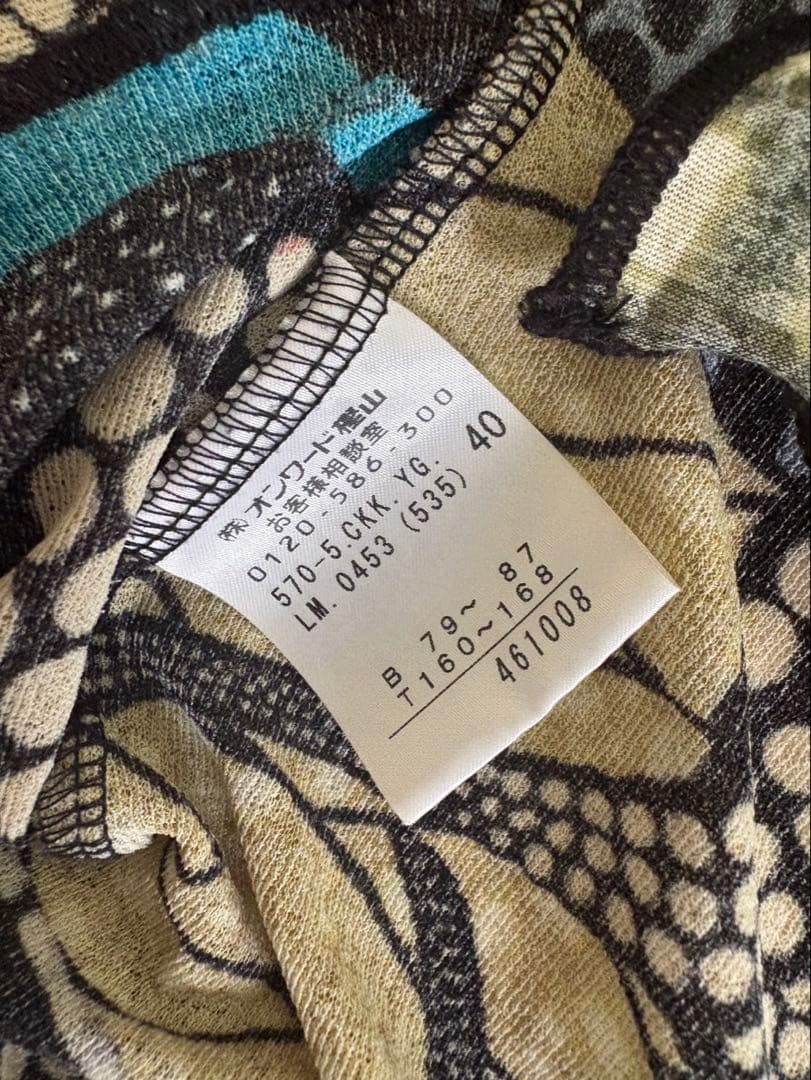 (株)オンワード樫山
お客様相談室
0120-586-300
570-5.CKK.YG. 40
LM.0453(535)
B 79~ 87
T160~168
461008